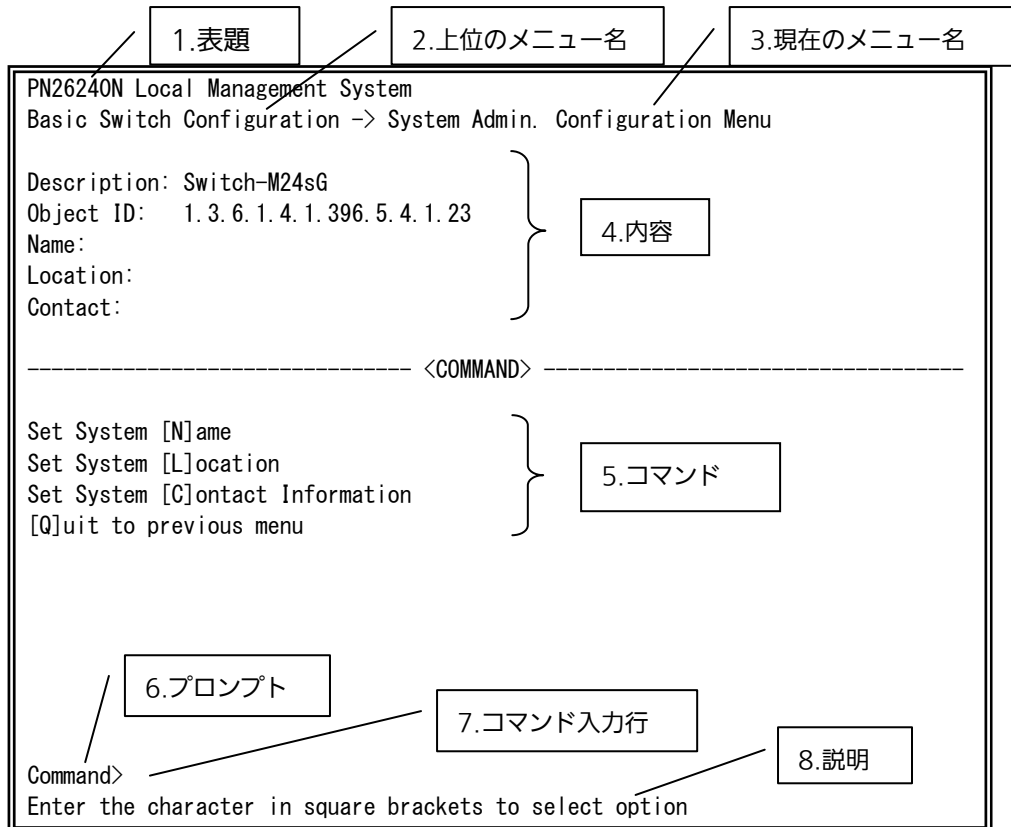 1.表題
2.上位のメニュー名
3.現在のメニュー名
PN26240N Local Management System
Basic Switch Configuration -> System Admin. Configuration Menu
Description: Switch-M24sG
Object ID: 1.3.6.1.4.1.396.5.4.1.23
Name:
Location:
Contact:
4.内容
-------------------------------- <COMMAND> -----------------------------------
Set System [N]ame
Set System [L]ocation
Set System [C]ontact Information
[Q]uit to previous menu
5.コマンド
6.プロンプト
7.コマンド入力行
8.説明
Command>
Enter the character in square brackets to select option